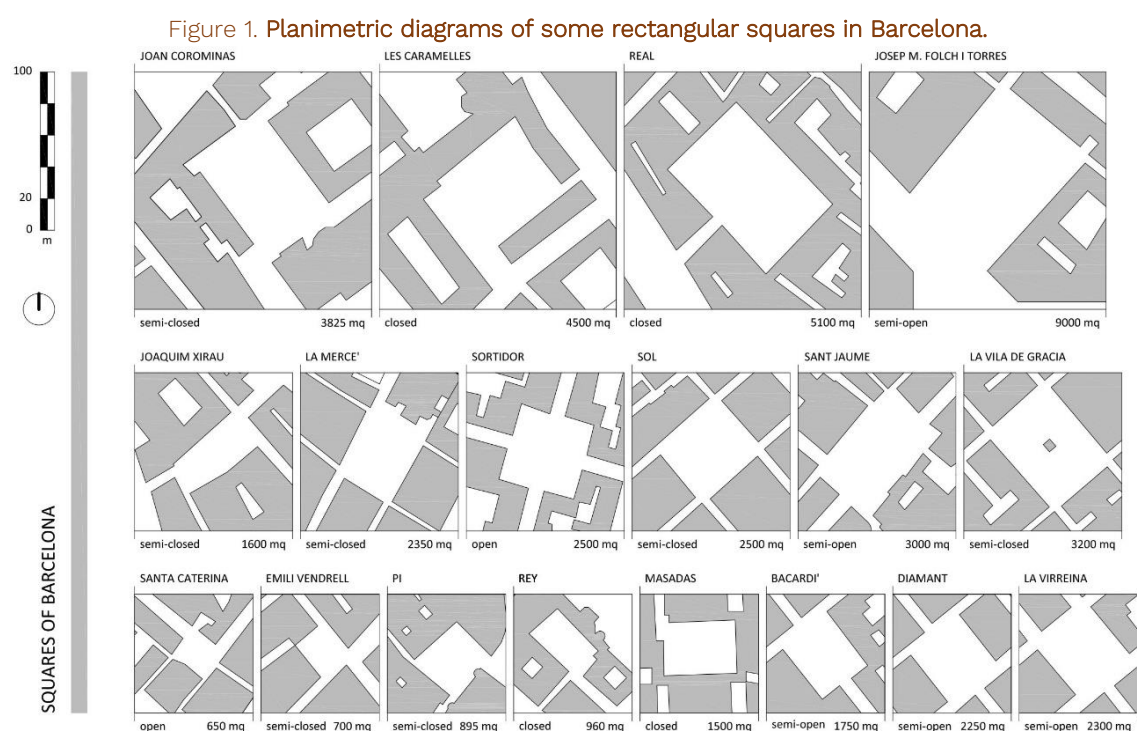 Figure 1. Planimetric diagrams of some rectangular squares in Barcelona.
JOAN COROMINAS LES CARAMELLES REAL JOSEP M. FOLCH I TORRES
100
20
0
m
semi-closed 3825 mq closed 4500 mq closed 5100 mq semi-open 9000 mq
JOAQUIM XIRAU LA MERCE' SORTIDOR SOL SANT JAUME LA VILA DE GRACIA
semi-closed 1600 mq semi-closed 2350 mq open 2500 mq semi-closed 2500 mq semi-open 3000 mq semi-closed 3200 mq
SQUARES OF BARCELONA
SANTA CATERINA EMILI VENDRELL PI REY MASADAS BACARDI' DIAMANT LA VIRREINA
open 650 mq semi-closed 700 mq semi-closed 895 mq closed 960 mq closed 1500 mq semi-open 1750 mq semi-open 2250 mq semi-open 2300 mq